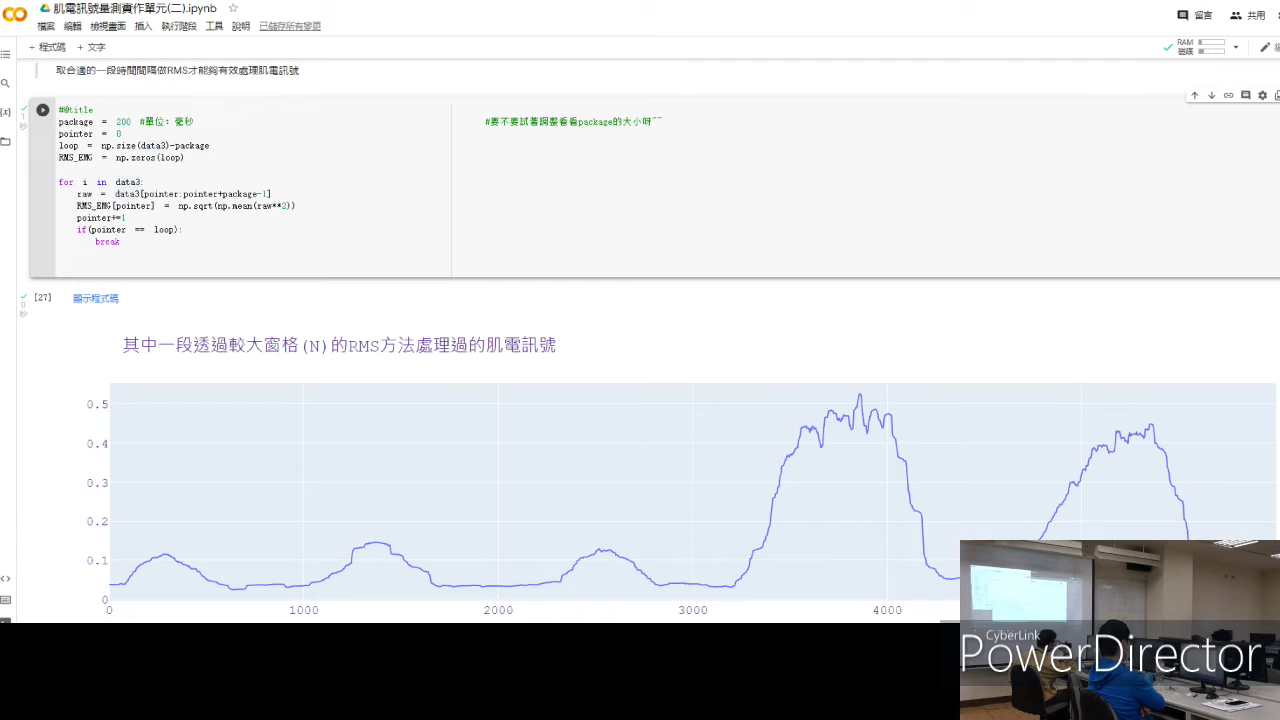 肌電訊號量測實作單元(二).ipynb
檔案 編輯 檢視畫面 插入 執行階段 工具 說明 已儲存所有變更
留言 共用
+ 程式碼 + 文字
RAM
磁碟
取合適的一段時間間隔做RMS才能夠有效處理肌電訊號
1
秒
#@title
package = 200 #單位: 毫秒 #要不要試著調整看看package的大小呀~~
pointer = 0
loop = np.size(data3)-package
RMS_EMG = np.zeros(loop)
for i in data3:
raw = data3[pointer:pointer+package-1]
RMS_EMG[pointer] = np.sqrt(np.mean(raw**2))
pointer+=1
if(pointer == loop):
break
[27] 顯示程式碼
0
秒
其中一段透過較大窗格(N)的RMS方法處理過的肌電訊號
0.5
0.4
0.3
0.2
0.1
0
0 1000 2000 3000 4000
CyberLink
PowerDirector